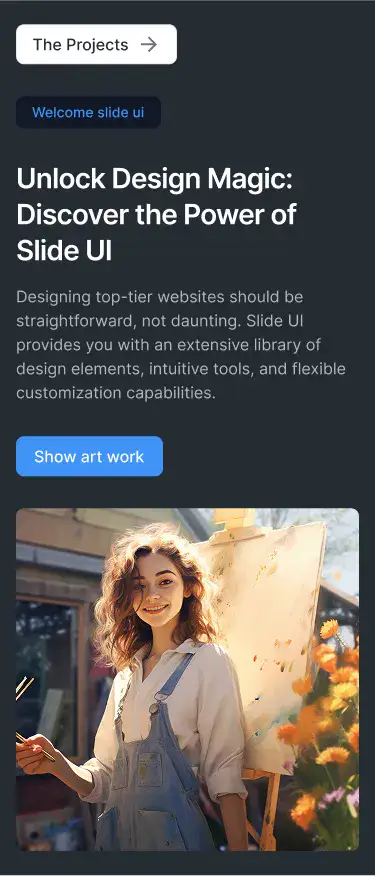 The Projects
Welcome slide ui
Unlock Design Magic:
Discover the Power of
Slide UI
Designing top-tier websites should be
straightforward, not daunting. Slide UI
provides you with an extensive library of
design elements, intuitive tools, and flexible
customization capabilities.
Show art work